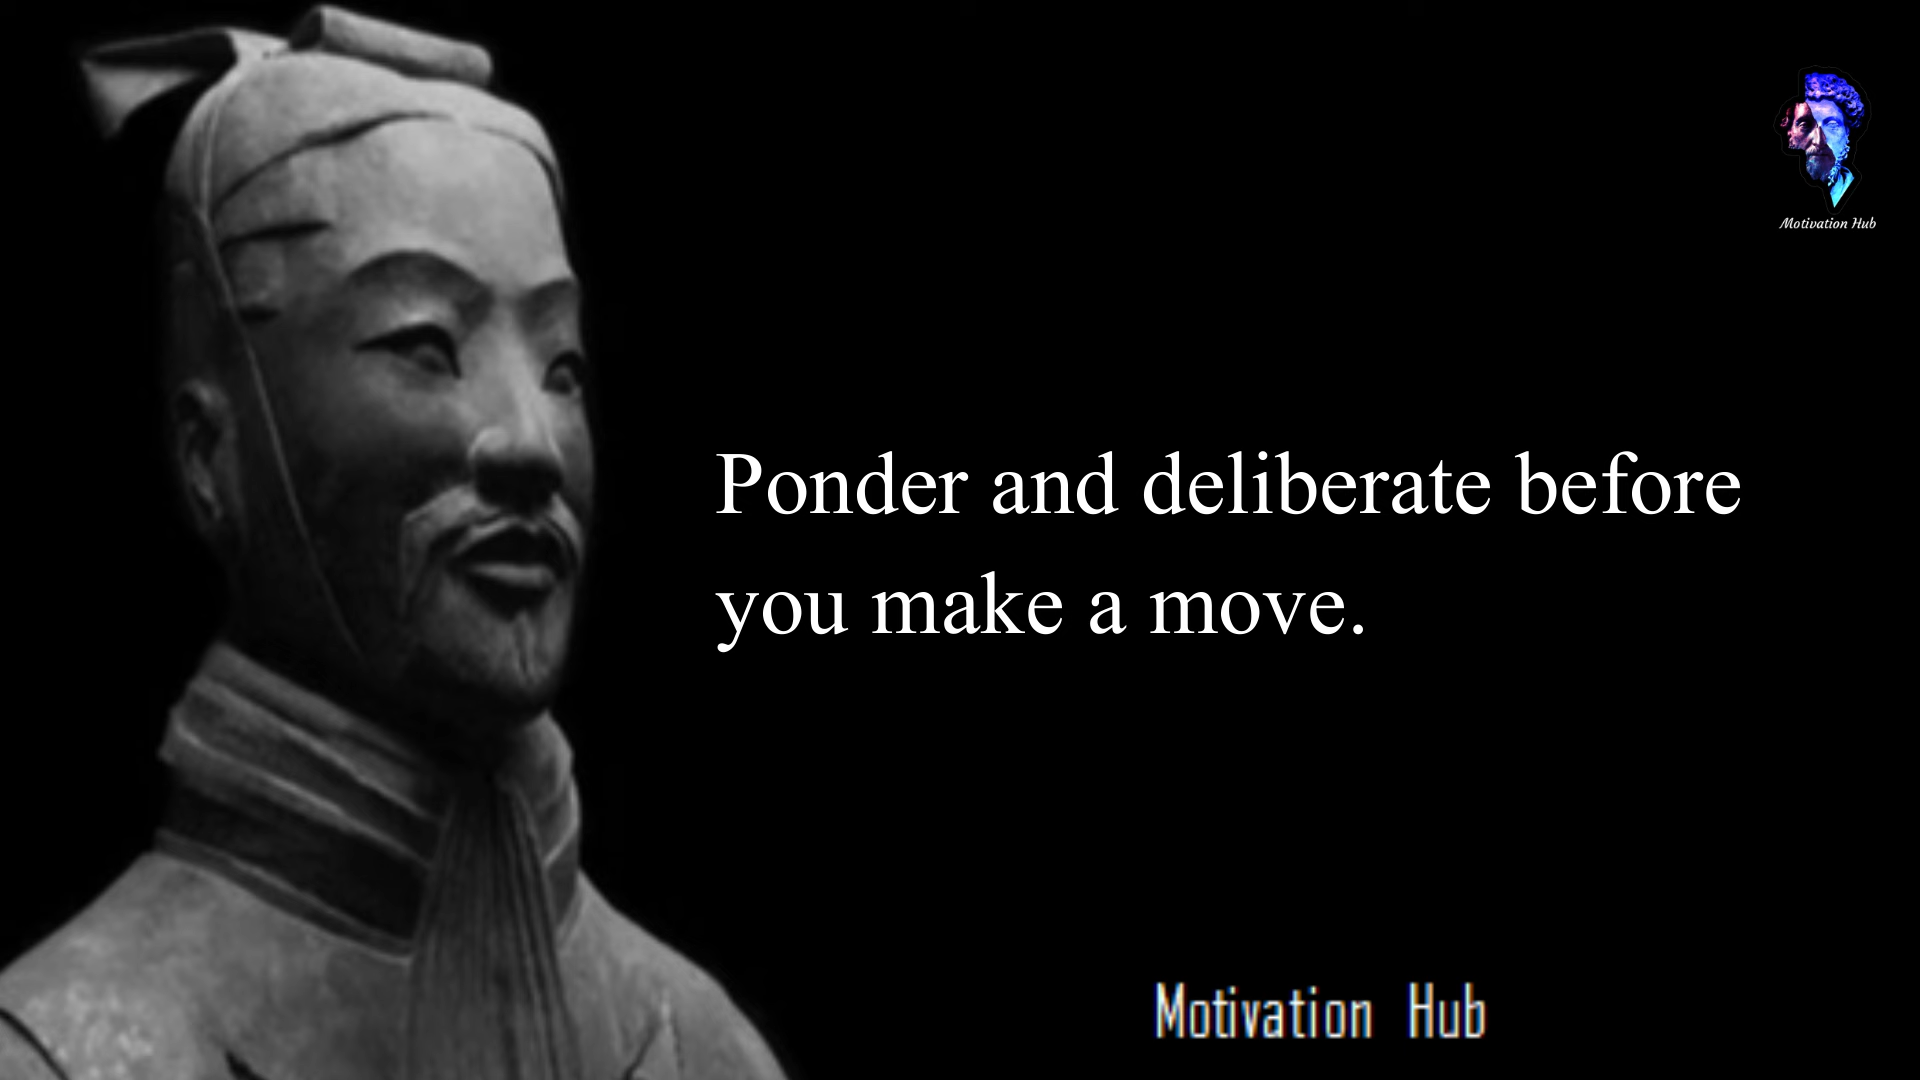 Motivation Hub
Ponder and deliberate before
you make a move.
Motivation Hub